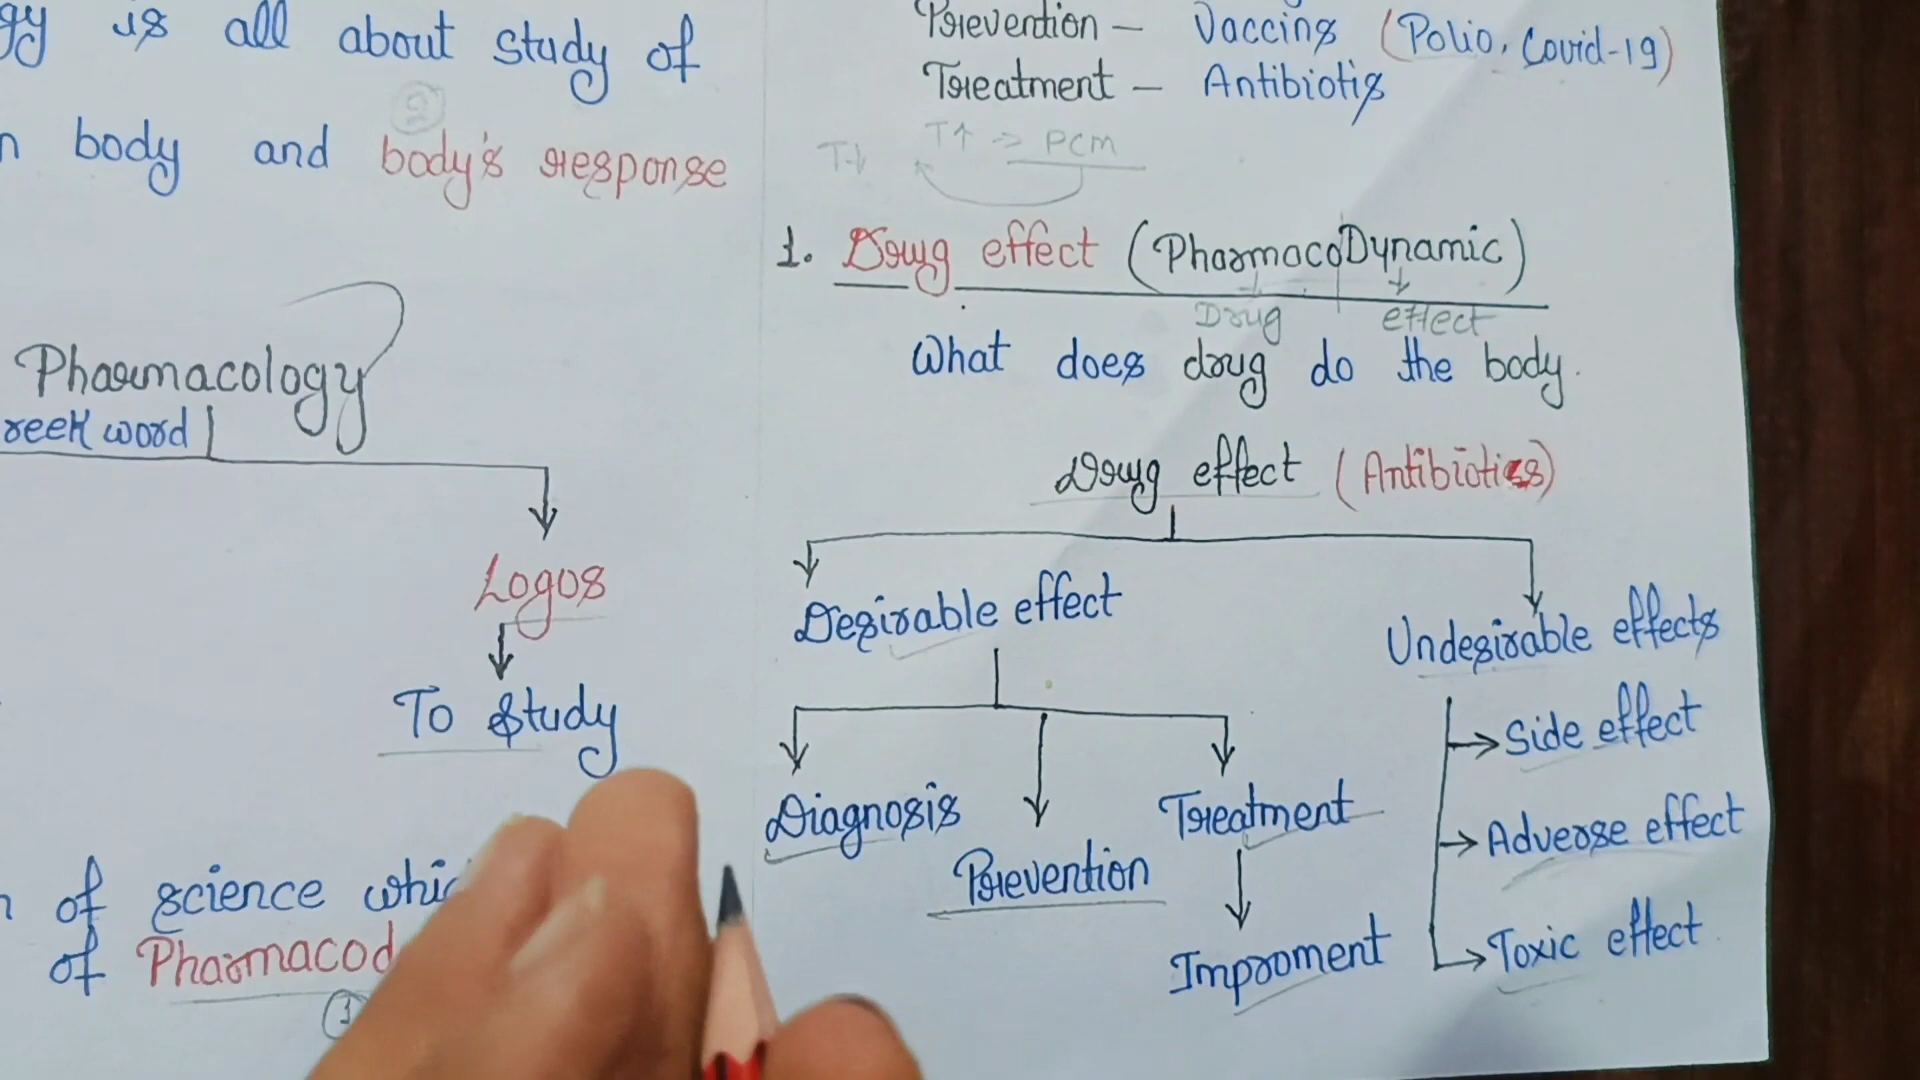 is all about study of
2
body and body's response
Pharmacology
reek word
Logos
To study
of science
of Pharmacod
1
Prevention – Vaccins (Polio, Covid-19)
Treatment – Antibiotis
T↓ T↑ → PCM
1. Drug effect (PharmacoDynamic)
Drug effect
What does drug do the body.
Drug effect (Antibiotics)
Desirable effect
Undesirable effects
Diagnosis
Prevention
Treatment
Improment
→ Side effect
→ Adverse effect
→ Toxic effect